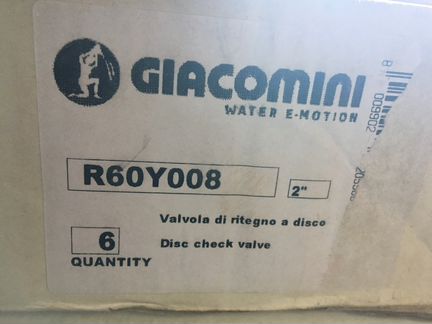 GIACOMINI
WATER E-MOTION
R60Y008
2"
Valvola di ritegno a disco
6
Disc check valve
QUANTITY